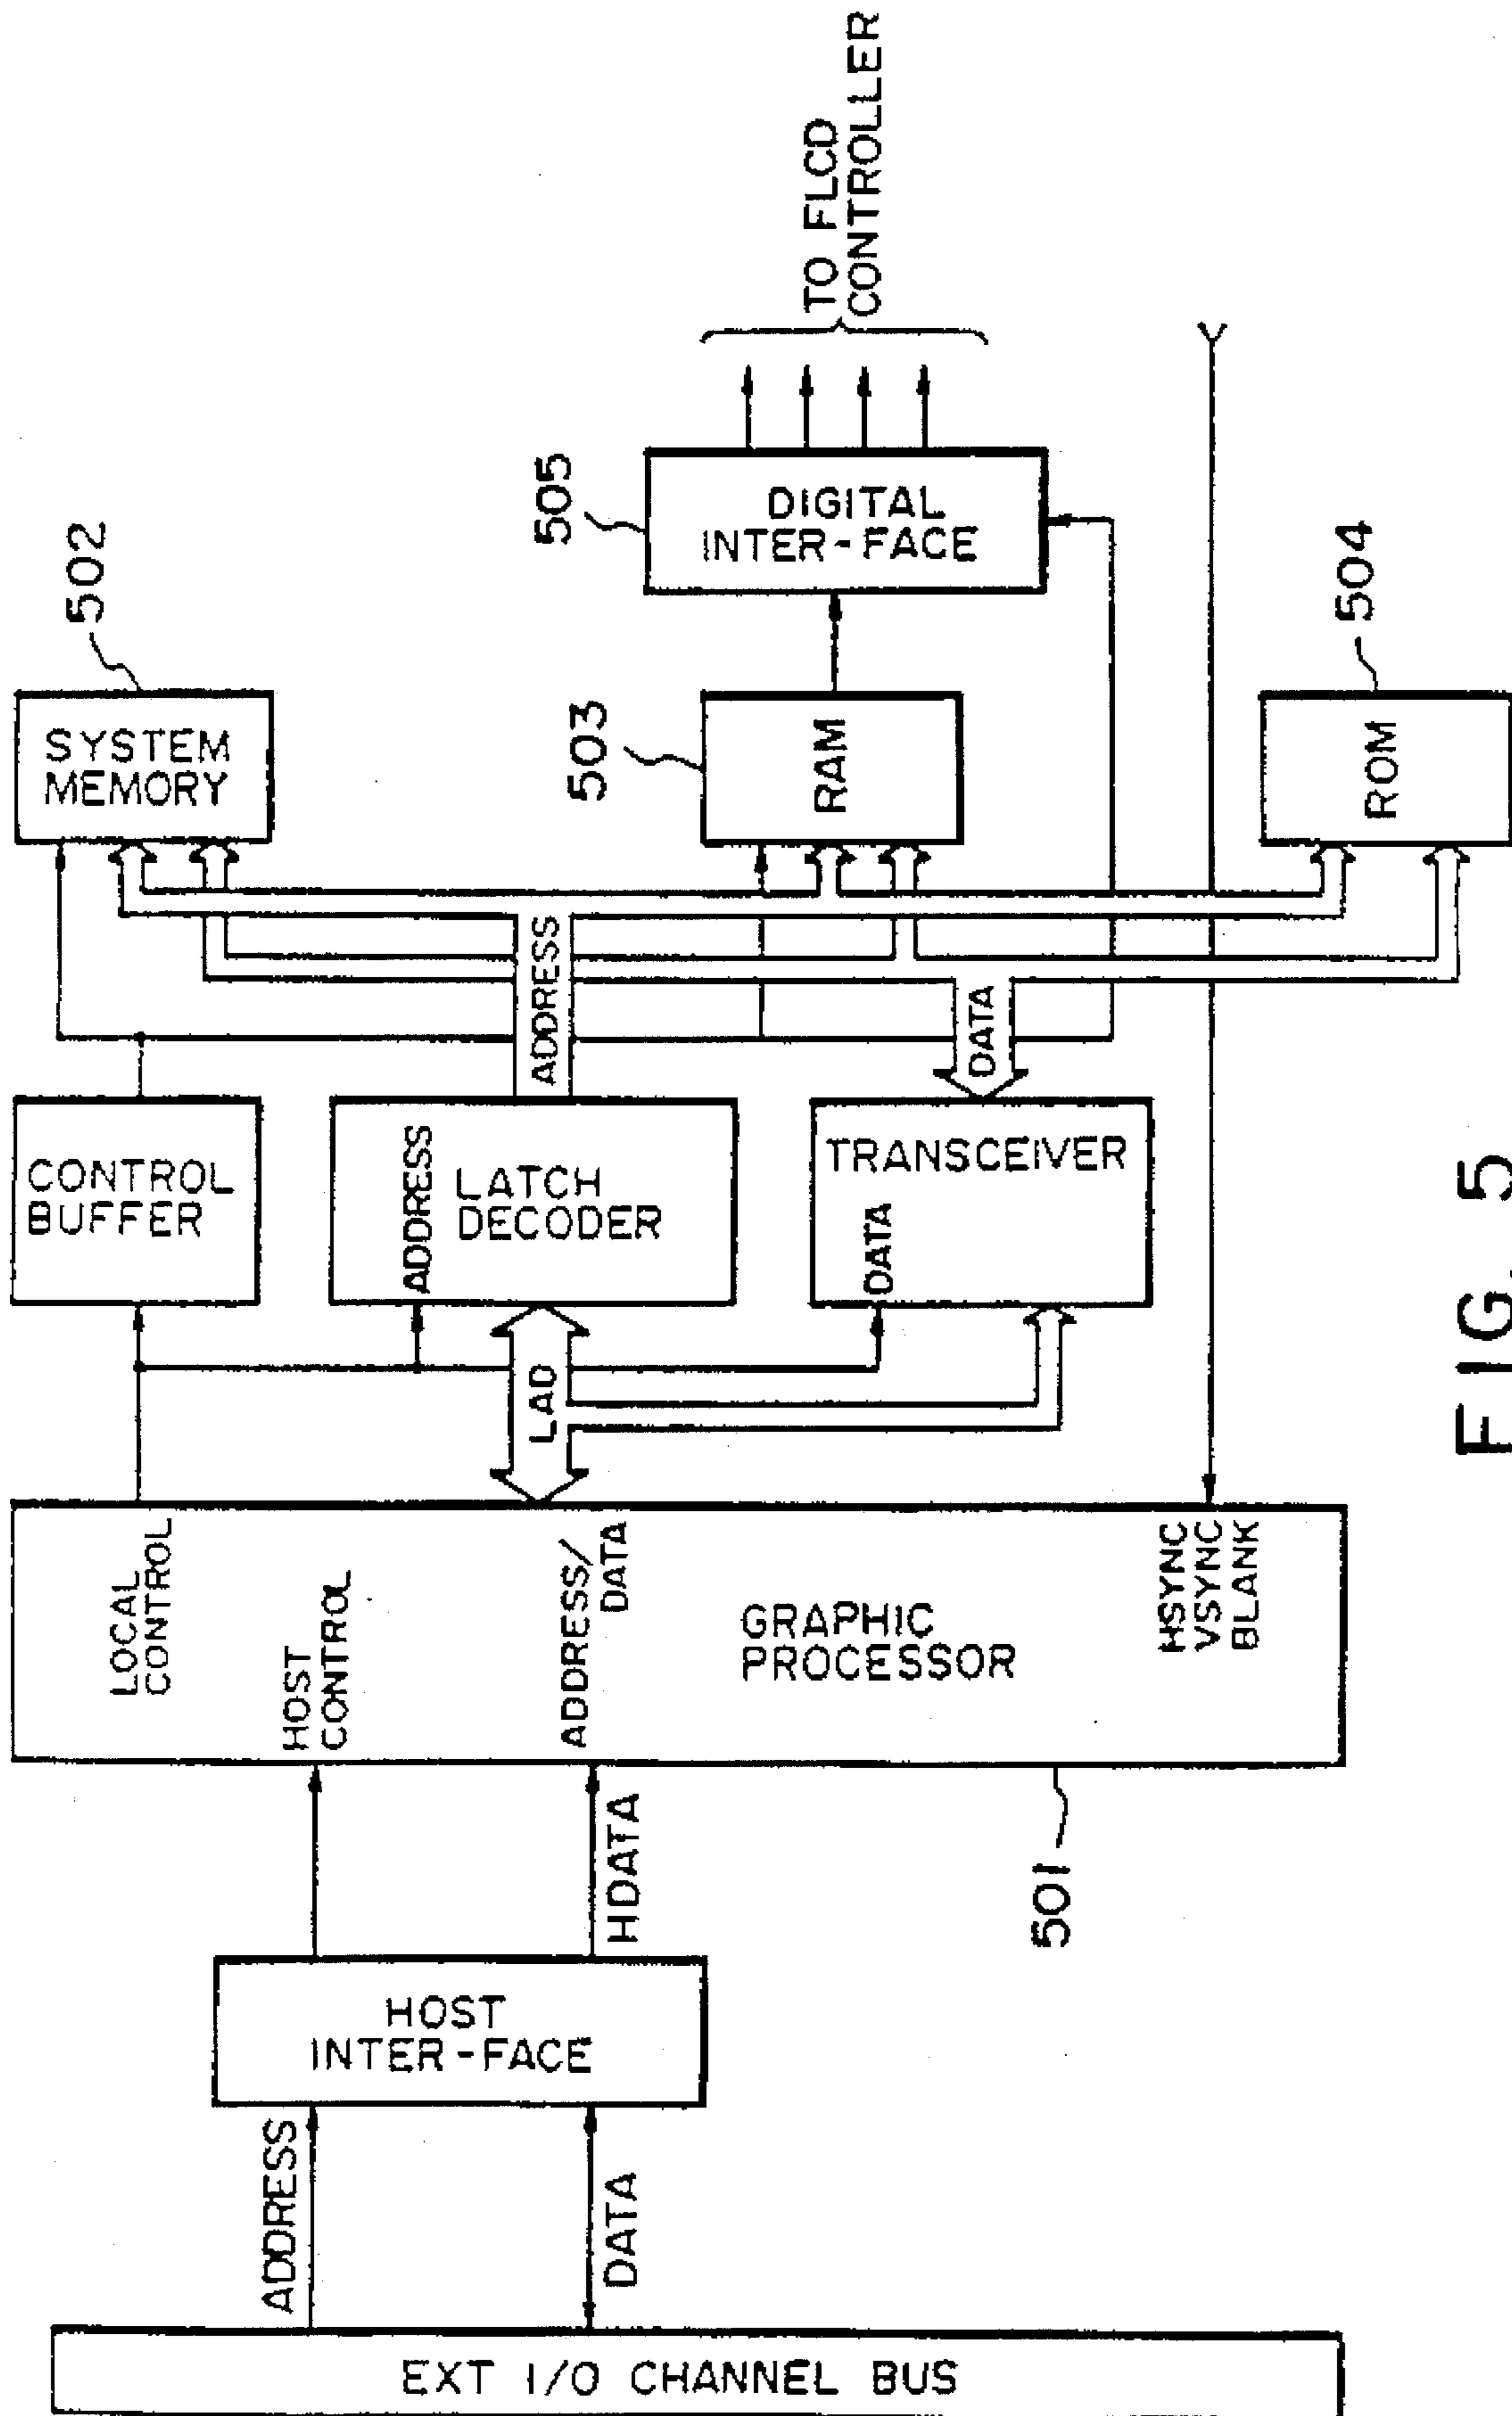 EXT I/O CHANNEL BUS
ADDRESS
DATA
HOST
INTER-FACE
HDATA
LOCAL
CONTROL
HOST
CONTROL
ADDRESS/
DATA
GRAPHIC
PROCESSOR
HSYNC
VSYNC
BLANK
501
LAD
CONTROL
BUFFER
ADDRESS
LATCH
DECODER
DATA
TRANSCEIVER
ADDRESS
DATA
SYSTEM
MEMORY
502
RAM
503
ROM
504
DIGITAL
INTER-FACE
505
TO FLCD
CONTROLLER
FIG. 5